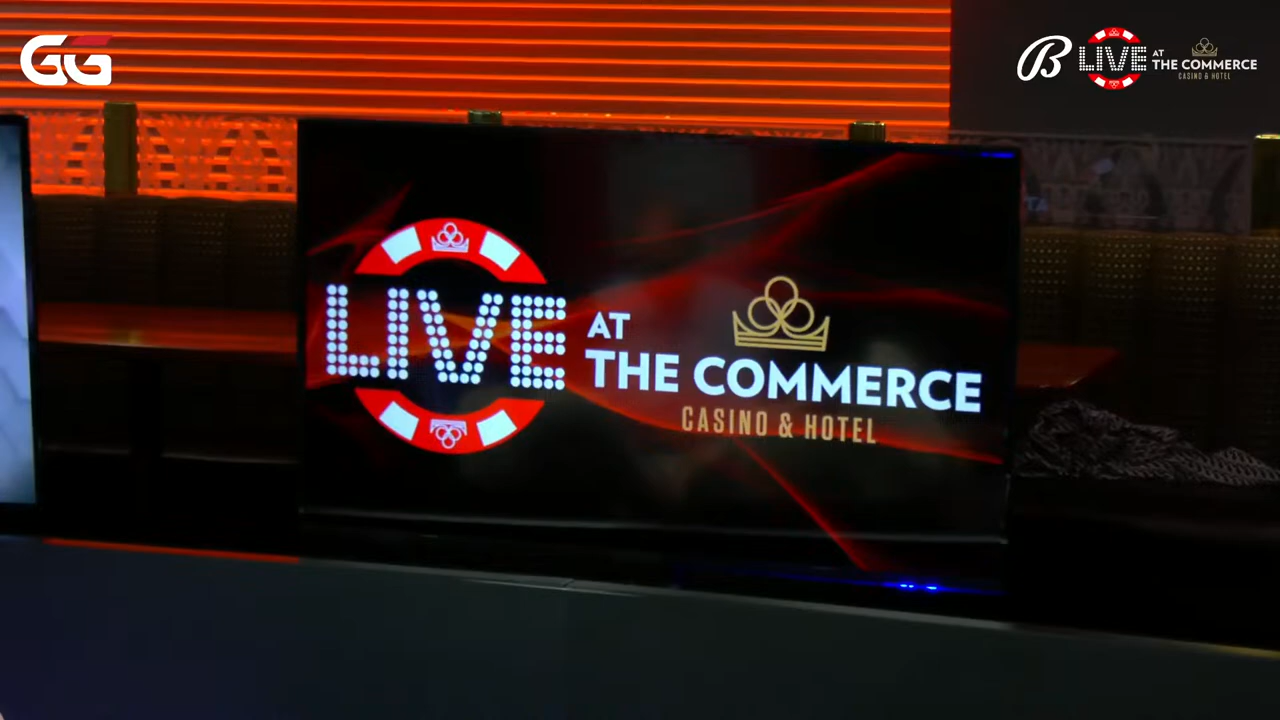 GG
B LIVE AT THE COMMERCE
CASINO & HOTEL
LIVE AT
THE COMMERCE
CASINO & HOTEL